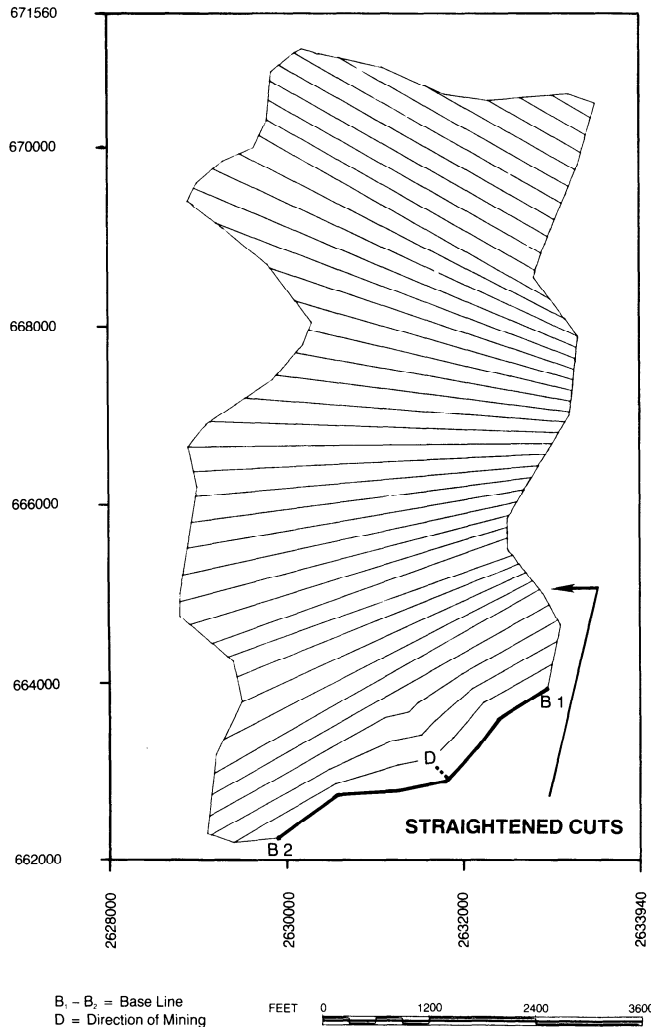 671560
670000
668000
666000
664000
662000
B 1
D
STRAIGHTENED CUTS
B 2
2628000
2630000
2632000
2633940
B₁ – B₂ = Base Line
D = Direction of Mining
FEET 0 1200 2400 3600